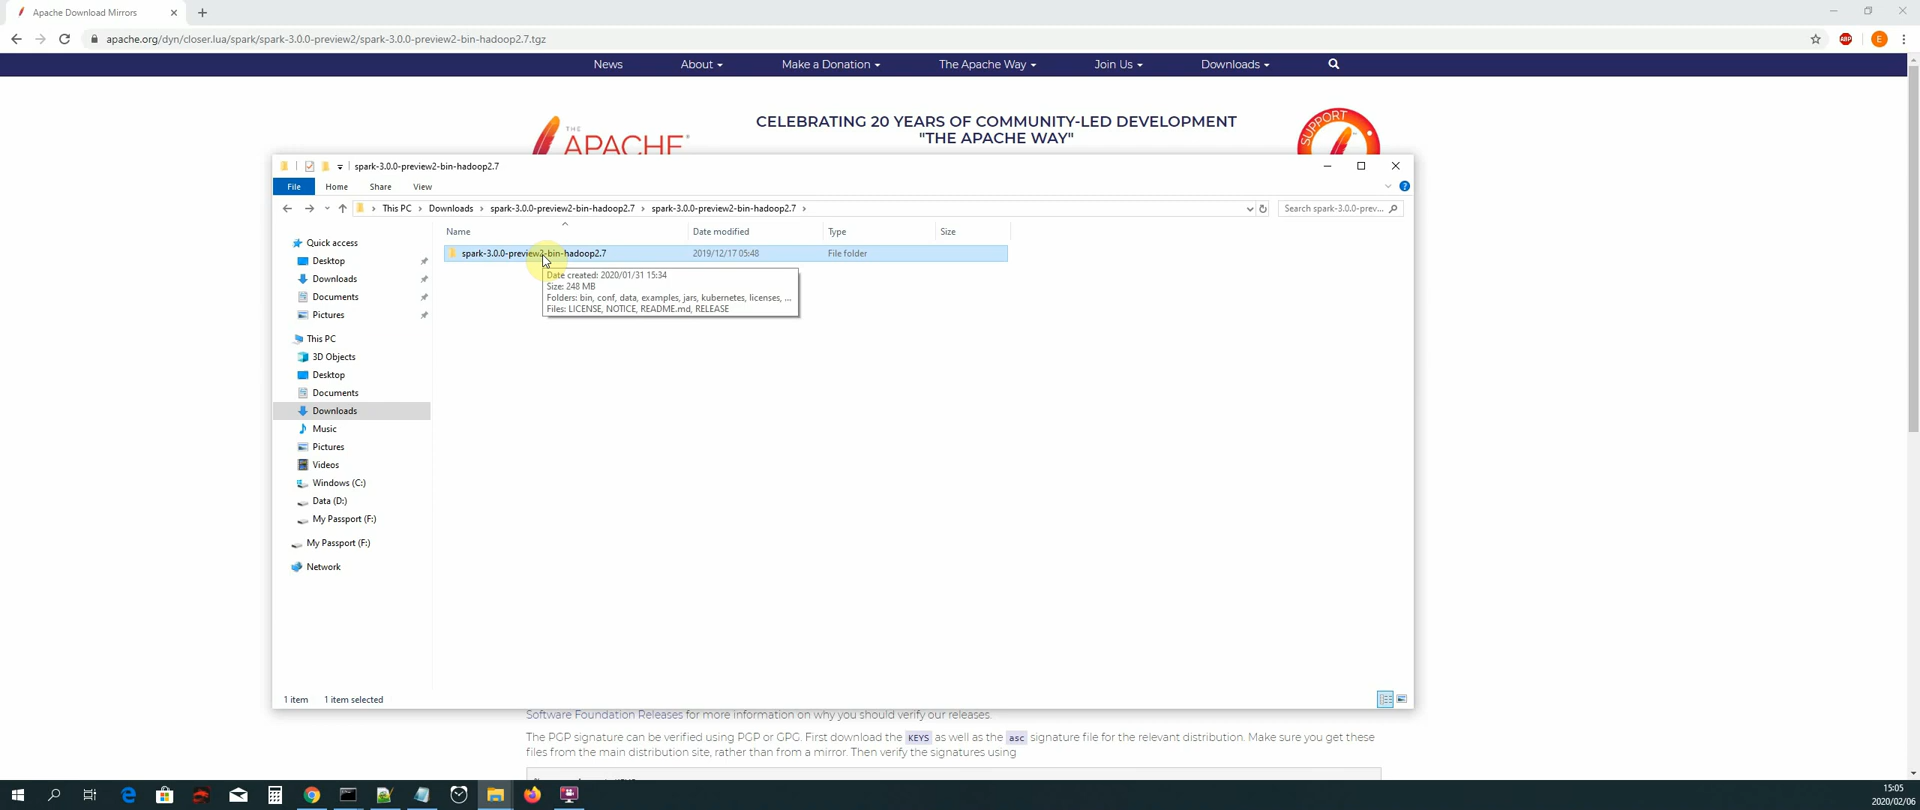 Apache Download Mirrors
apache.org/dyn/closer.lua/spark/spark-3.0.0-preview2/spark-3.0.0-preview2-bin-hadoop2.7.tgz
ABP
E
News About Make a Donation The Apache Way Join Us Downloads
THE
APACHE®
CELEBRATING 20 YEARS OF COMMUNITY-LED DEVELOPMENT
"THE APACHE WAY"
SUPPORT
spark-3.0.0-preview2-bin-hadoop2.7
File Home Share View
This PC > Downloads > spark-3.0.0-preview2-bin-hadoop2.7 > spark-3.0.0-preview2-bin-hadoop2.7 >
Search spark-3.0.0-prev...
Name Date modified Type Size
spark-3.0.0-preview2-bin-hadoop2.7 2019/12/17 05:48 File folder
Date created: 2020/01/31 15:34
Size: 248 MB
Folders: bin, conf, data, examples, jars, kubernetes, licenses, ...
Files: LICENSE, NOTICE, README.md, RELEASE
Quick access
Desktop
Downloads
Documents
Pictures
This PC
3D Objects
Desktop
Documents
Downloads
Music
Pictures
Videos
Windows (C:)
Data (D:)
My Passport (F:)
My Passport (F:)
Network
1 item 1 item selected
Software Foundation Releases for more information on why you should verify our releases.
The PGP signature can be verified using PGP or GPG. First download the KEYS as well as the asc signature file for the relevant distribution. Make sure you get these
files from the main distribution site, rather than from a mirror. Then verify the signatures using
15:05
2020/02/06